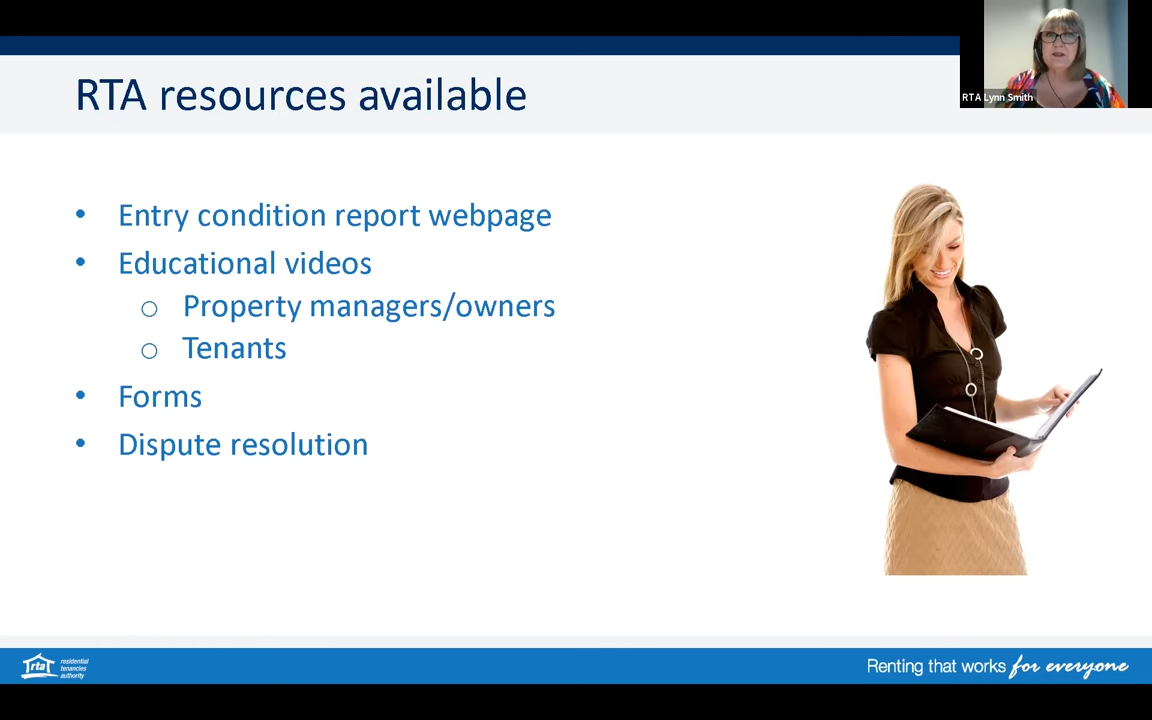 RTA resources available
RTA Lynn Smith
• Entry condition report webpage
• Educational videos
o Property managers/owners
o Tenants
• Forms
• Dispute resolution
rta
residential
tenancies
authority
Renting that works for everyone